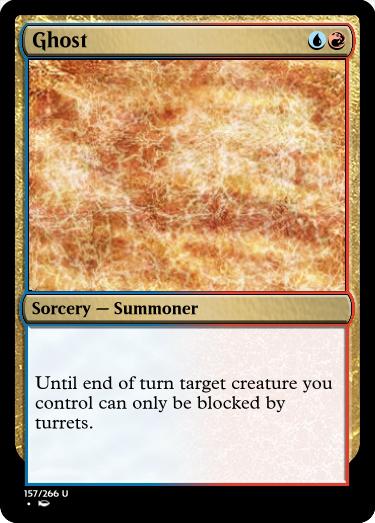 Ghost
Sorcery — Summoner
Until end of turn target creature you
control can only be blocked by
turrets.
157/266 U